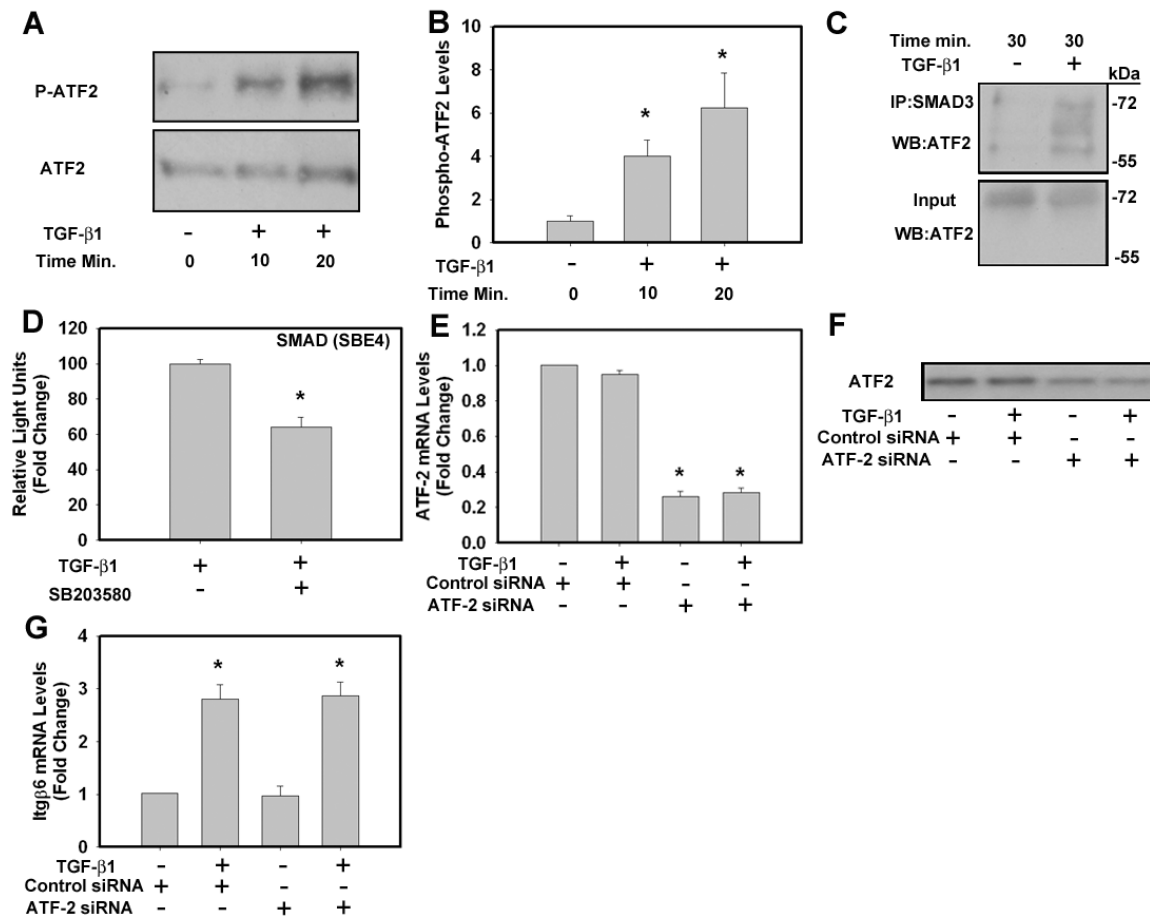 A
P-ATF2
ATF2
TGF-β1 - + +
Time Min. 0 10 20
B
Phospho-ATF2 Levels
10
8
6
4
2
0
* *
TGF-β1 - + +
Time Min. 0 10 20
C
Time min. 30 30
TGF-β1 - +
kDa
IP:SMAD3
WB:ATF2
-72
-55
Input
WB:ATF2
-72
-55
D
Relative Light Units
(Fold Change)
120
100
80
60
40
20
0
SMAD (SBE4)
*
TGF-β1 + +
SB203580 - +
E
ATF-2 mRNA Levels
(Fold Change)
1.2
1.0
0.8
0.6
0.4
0.2
0.0
* *
TGF-β1 - + - +
Control siRNA + + - -
ATF-2 siRNA - - + +
F
ATF2
TGF-β1 - + - +
Control siRNA + + - -
ATF-2 siRNA - - + +
G
Itgβ6 mRNA Levels
(Fold Change)
4
3
2
1
0
* *
TGF-β1 - + - +
Control siRNA + + - -
ATF-2 siRNA - - + +